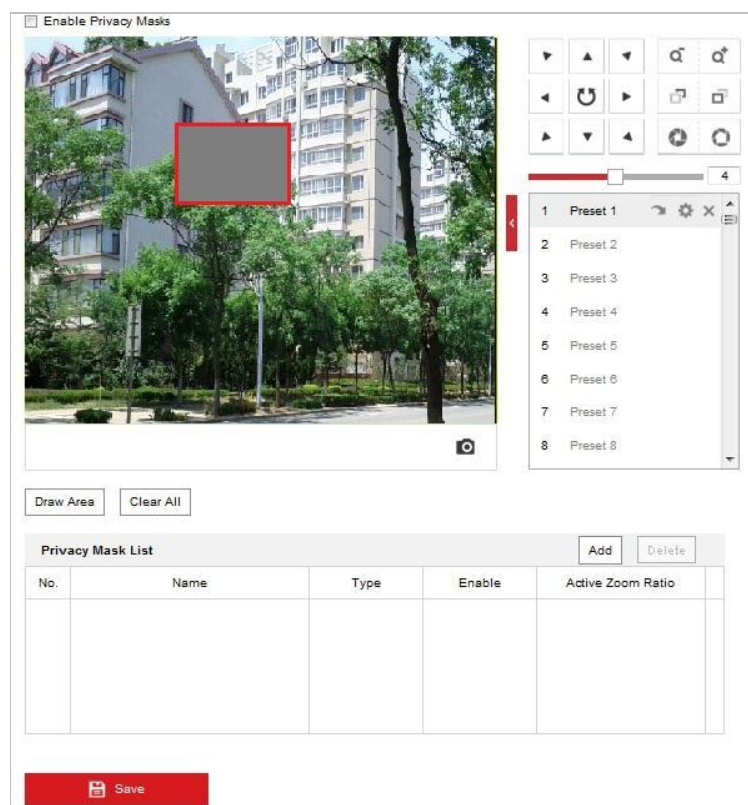 Enable Privacy Masks
4
1 Preset 1
2 Preset 2
3 Preset 3
4 Preset 4
5 Preset 5
6 Preset 6
7 Preset 7
8 Preset 8
Draw Area Clear All
Privacy Mask List Add Delete
No. Name Type Enable Active Zoom Ratio
Save